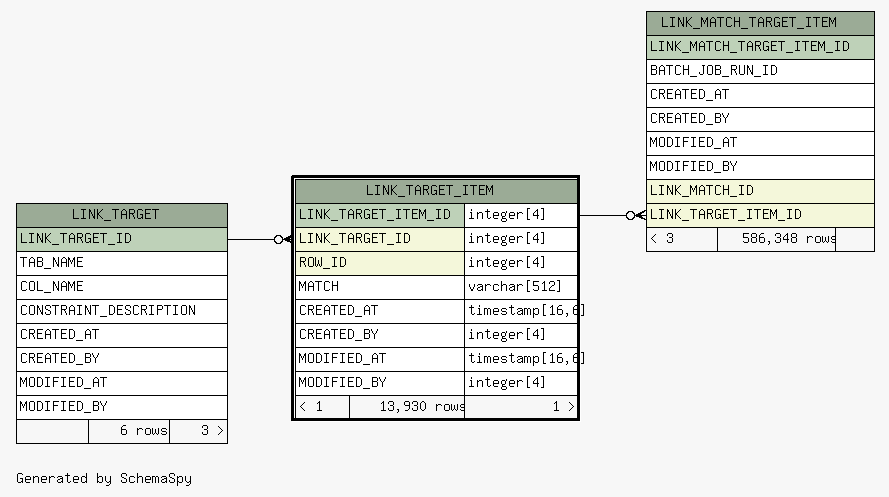 LINK_MATCH_TARGET_ITEM
LINK_MATCH_TARGET_ITEM_ID
BATCH_JOB_RUN_ID
CREATED_AT
CREATED_BY
MODIFIED_AT
MODIFIED_BY
LINK_MATCH_ID
LINK_TARGET_ITEM_ID
< 3 586,348 rows
LINK_TARGET_ITEM
LINK_TARGET_ITEM_ID integer[4]
LINK_TARGET_ID integer[4]
ROW_ID integer[4]
MATCH varchar[512]
CREATED_AT timestamp[16,6]
CREATED_BY integer[4]
MODIFIED_AT timestamp[16,6]
MODIFIED_BY integer[4]
< 1 13,930 rows 1 >
LINK_TARGET
LINK_TARGET_ID
TAB_NAME
COL_NAME
CONSTRAINT_DESCRIPTION
CREATED_AT
CREATED_BY
MODIFIED_AT
MODIFIED_BY
6 rows 3 >
Generated by SchemaSpy